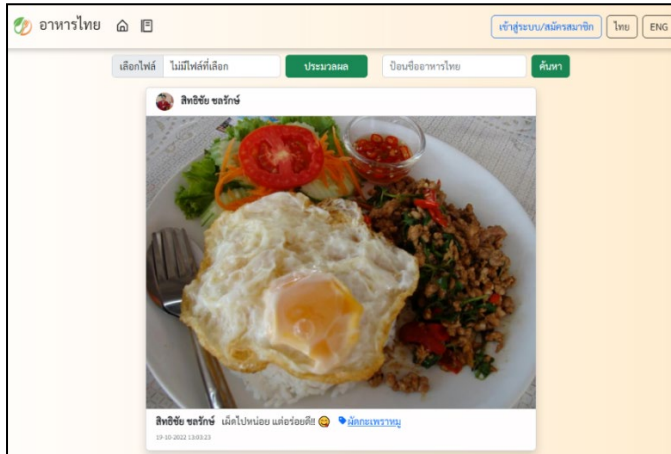 อาหารไทย เข้าสู่ระบบ/สมัครสมาชิก ไทย ENG
เลือกไฟล์ ไม่มีไฟล์ที่เลือก ประมวลผล ป้อนชื่ออาหารไทย ค้นหา
สิทธิชัย ชลรักษ์
สิทธิชัย ชลรักษ์ เผ็ดไปหน่อย แต่อร่อยดี!! 😋 ผัดกะเพราหมู
19-10-2022 13:03:23